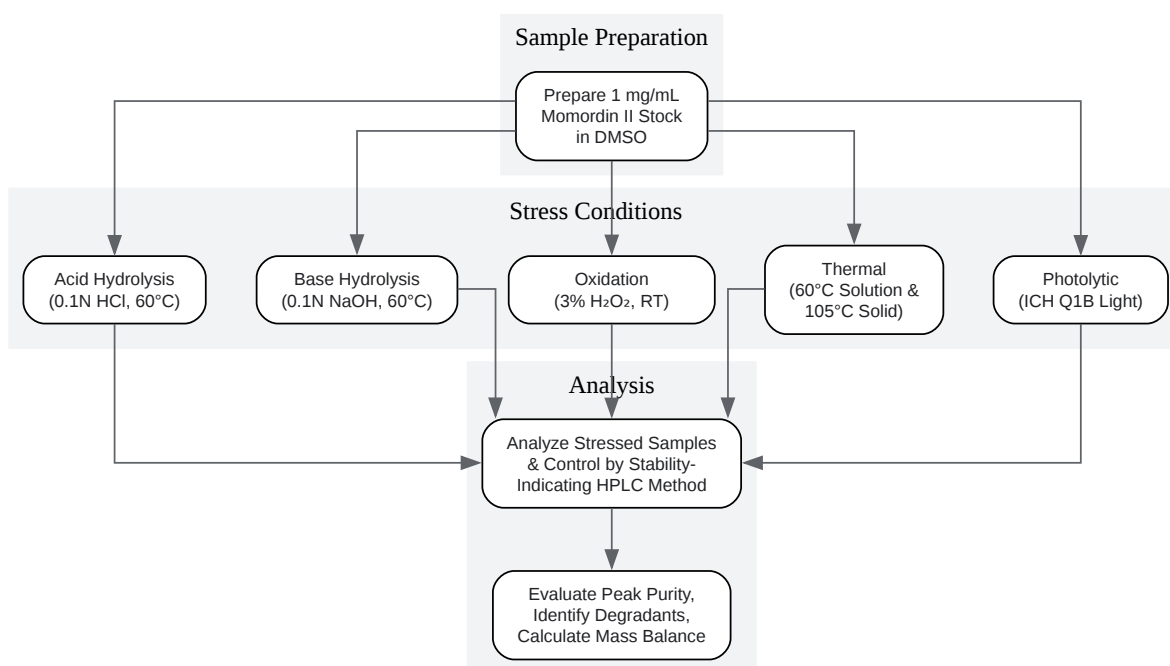 Sample Preparation
Prepare 1 mg/mL
Momordin II Stock
in DMSO
Stress Conditions
Acid Hydrolysis
(0.1N HCl, 60°C)
Base Hydrolysis
(0.1N NaOH, 60°C)
Oxidation
(3% H₂O₂, RT)
Thermal
(60°C Solution &
105°C Solid)
Photolytic
(ICH Q1B Light)
Analysis
Analyze Stressed Samples
& Control by Stability-
Indicating HPLC Method
Evaluate Peak Purity,
Identify Degradants,
Calculate Mass Balance